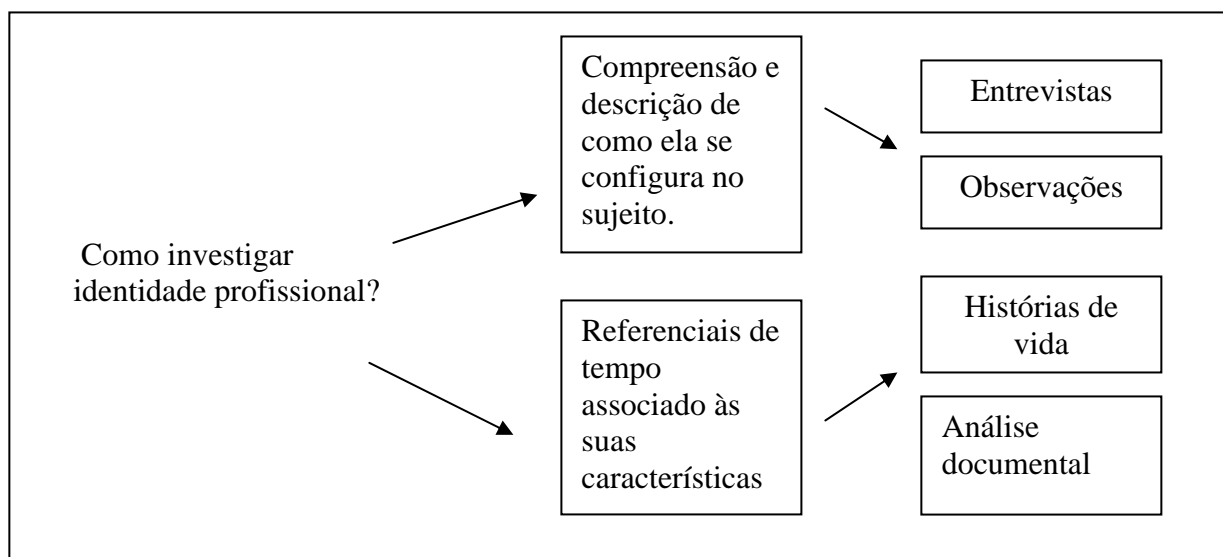 Como investigar
identidade profissional?
Compreensão e
descrição de
como ela se
configura no
sujeito.
Referenciais de
tempo
associado às
suas
características
Entrevistas
Observações
Histórias de
vida
Análise
documental